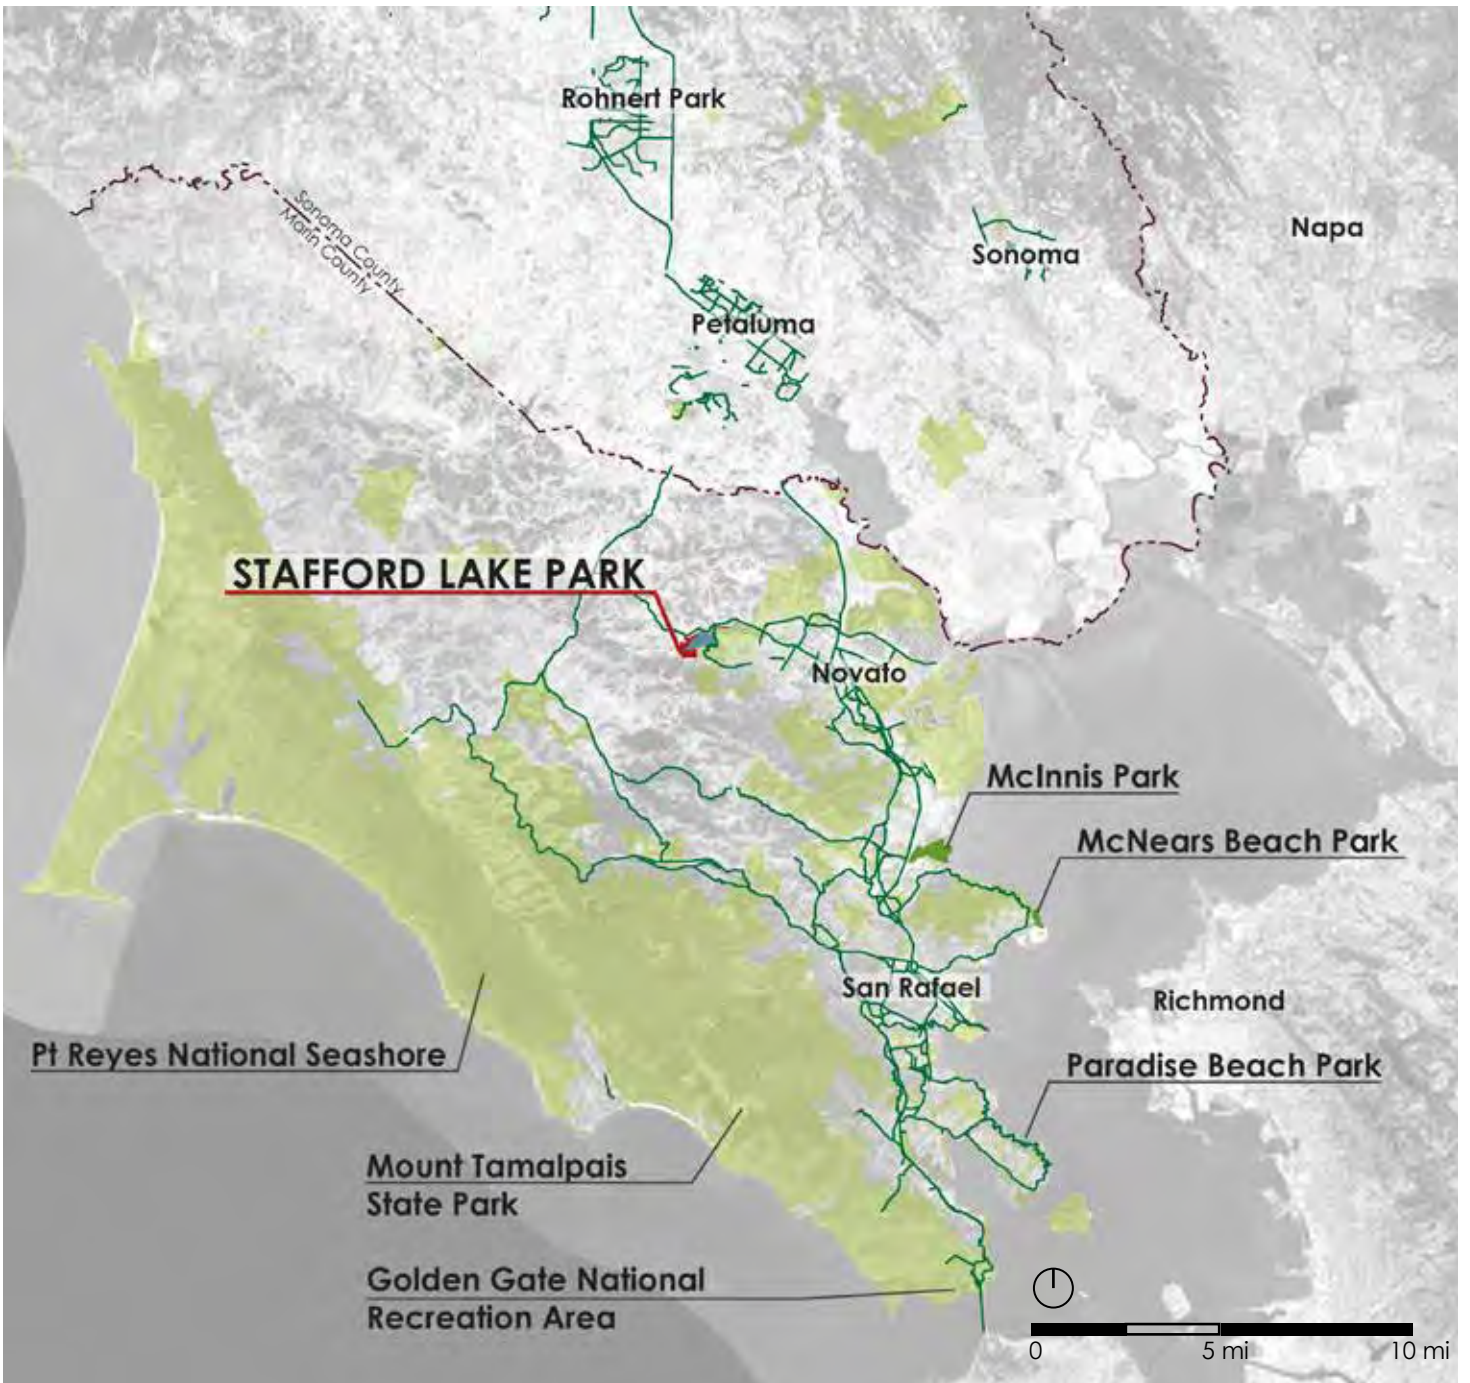 Rohnert Park
Napa
Sonoma County
Marin County
Sonoma
Petaluma
STAFFORD LAKE PARK
Novato
McInnis Park
McNears Beach Park
San Rafael
Richmond
Pt Reyes National Seashore
Paradise Beach Park
Mount Tamalpais
State Park
Golden Gate National
Recreation Area
0 5 mi 10 mi